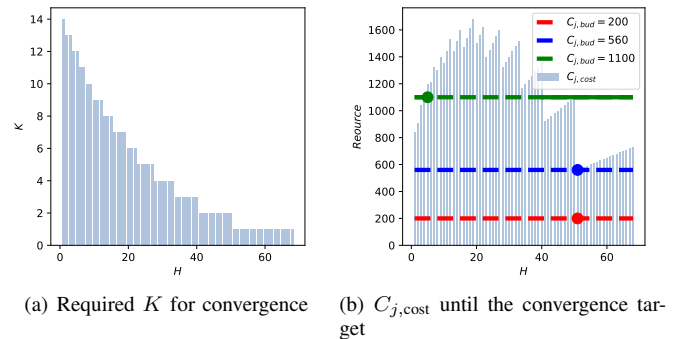 14
12
10
8
6
4
2
0
K
0
20
40
60
H
1600
1400
1200
1000
800
600
400
200
0
Reource
C_{j,bud} = 200
C_{j,bud} = 560
C_{j,bud} = 1100
C_{j,cost}
0
20
40
60
H
(a) Required K for convergence
(b) C_{j,cost} until the convergence tar-
get